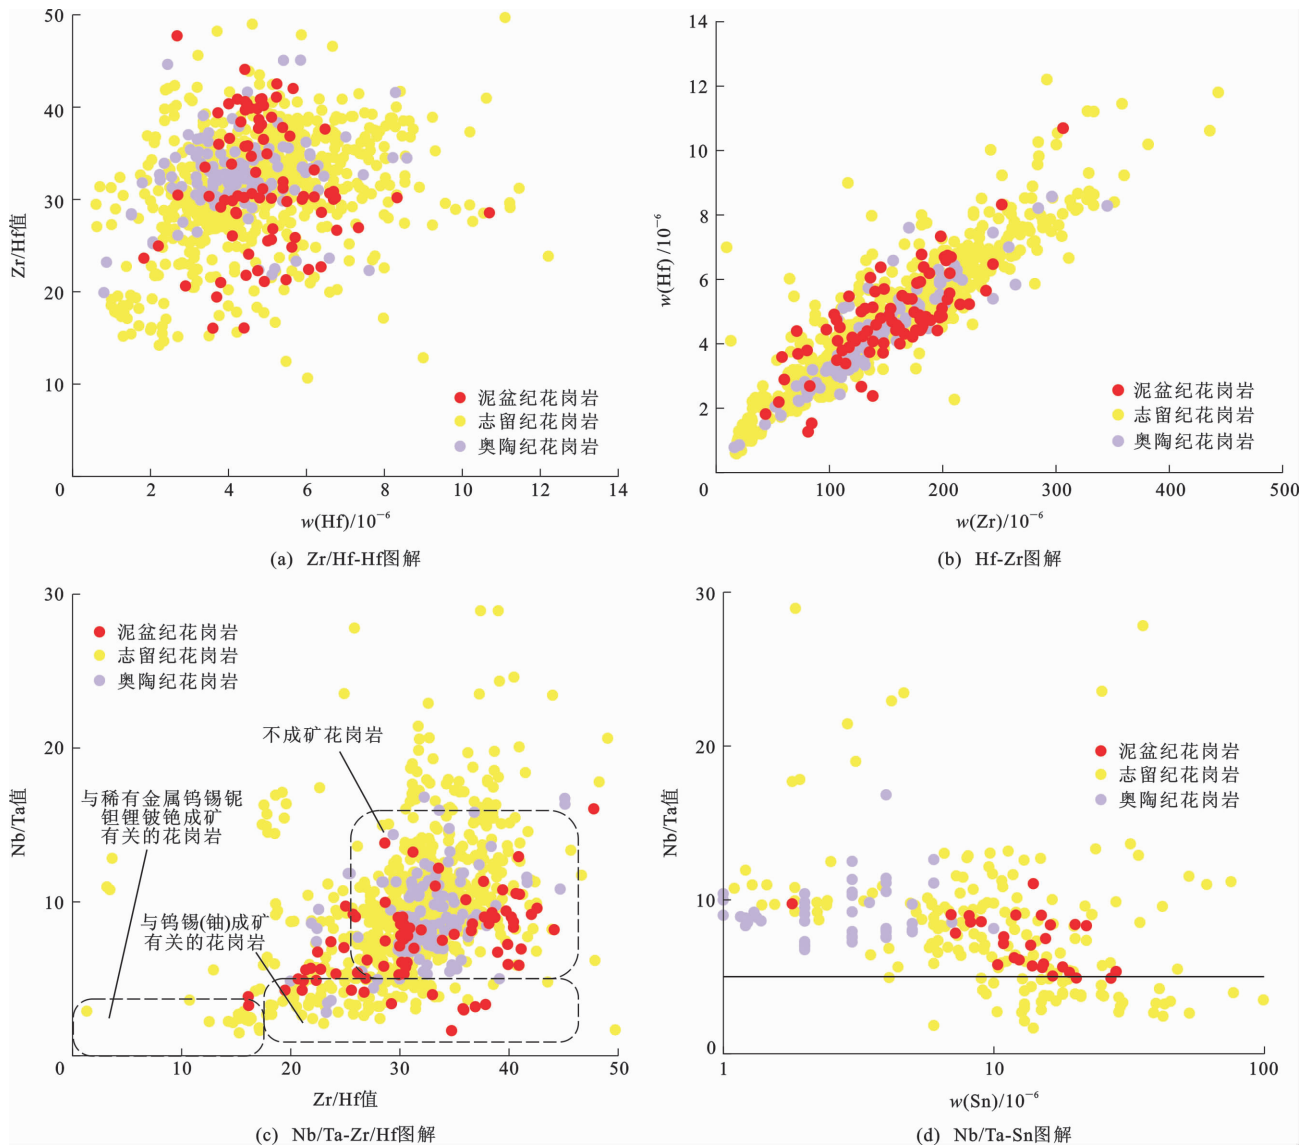 50
40
30
20
10
0
Zr/Hf值
2
4
6
8
10
12
14
w(Hf)/10⁻⁶
泥盆纪花岗岩
志留纪花岗岩
奥陶纪花岗岩
(a) Zr/Hf-Hf图解
14
12
10
8
6
4
2
0
w(Hf)/10⁻⁶
100
200
300
400
500
w(Zr)/10⁻⁶
泥盆纪花岗岩
志留纪花岗岩
奥陶纪花岗岩
(b) Hf-Zr图解
30
20
10
0
Nb/Ta值
泥盆纪花岗岩
志留纪花岗岩
奥陶纪花岗岩
不成矿花岗岩
与稀有金属钨锡铌
钽锂铍铯成矿
有关的花岗岩
与钨锡(铀)成矿
有关的花岗岩
10
20
30
40
50
Zr/Hf值
(c) Nb/Ta-Zr/Hf图解
30
20
10
0
Nb/Ta值
泥盆纪花岗岩
志留纪花岗岩
奥陶纪花岗岩
1
10
100
w(Sn)/10⁻⁶
(d) Nb/Ta-Sn图解